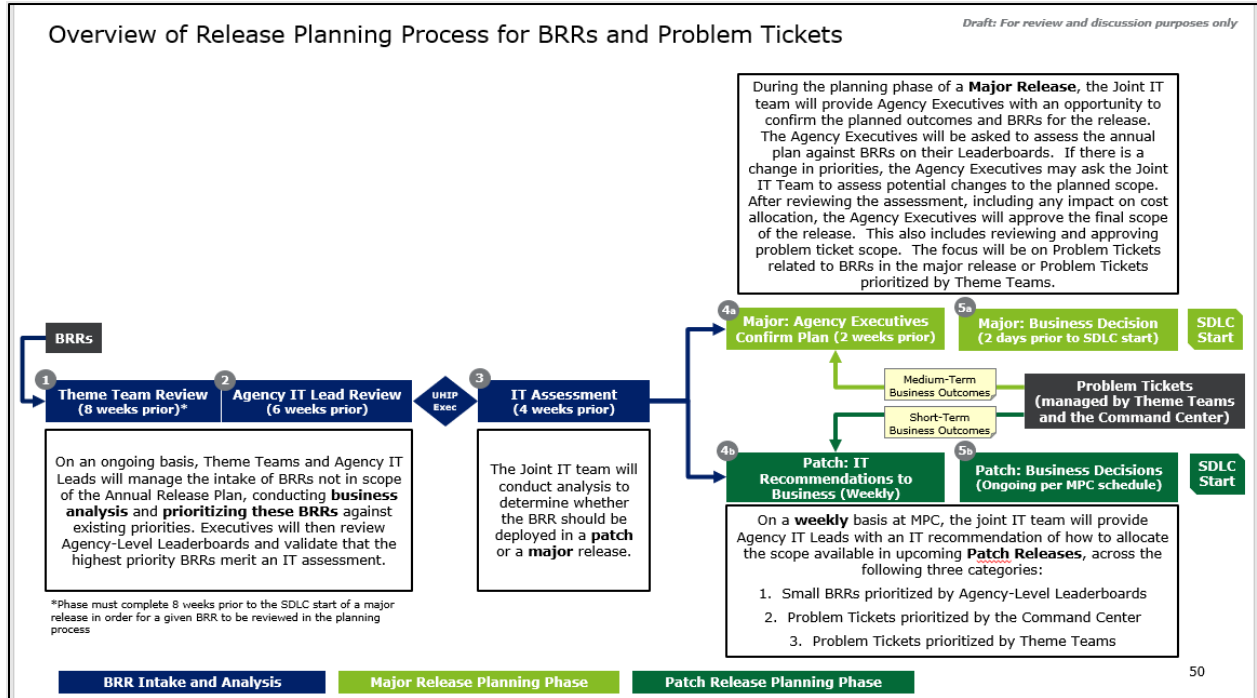 Draft: For review and discussion purposes only
Overview of Release Planning Process for BRRs and Problem Tickets
During the planning phase of a Major Release, the Joint IT
team will provide Agency Executives with an opportunity to
confirm the planned outcomes and BRRs for the release.
The Agency Executives will be asked to assess the annual
plan against BRRs on their Leaderboards. If there is a
change in priorities, the Agency Executives may ask the Joint
IT Team to assess potential changes to the planned scope.
After reviewing the assessment, including any impact on cost
allocation, the Agency Executives will approve the final scope
of the release. This also includes reviewing and approving
problem ticket scope. The focus will be on Problem Tickets
related to BRRs in the major release or Problem Tickets
prioritized by Theme Teams.
BRRs
1
Theme Team Review
(8 weeks prior)*
2
Agency IT Lead Review
(6 weeks prior)
UHIP
Exec
3
IT Assessment
(4 weeks prior)
4a
Major: Agency Executives
Confirm Plan (2 weeks prior)
5a
Major: Business Decision
(2 days prior to SDLC start)
SDLC
Start
Medium-Term
Business Outcomes
Short-Term
Business Outcomes
Problem Tickets
(managed by Theme Teams
and the Command Center)
4b
Patch: IT
Recommendations to
Business (Weekly)
5b
Patch: Business Decisions
(Ongoing per MPC schedule)
SDLC
Start
On an ongoing basis, Theme Teams and Agency IT
Leads will manage the intake of BRRs not in scope
of the Annual Release Plan, conducting business
analysis and prioritizing these BRRs against
existing priorities. Executives will then review
Agency-Level Leaderboards and validate that the
highest priority BRRs merit an IT assessment.
The Joint IT team will
conduct analysis to
determine whether
the BRR should be
deployed in a patch
or a major release.
On a weekly basis at MPC, the joint IT team will provide
Agency IT Leads with an IT recommendation of how to allocate
the scope available in upcoming Patch Releases, across the
following three categories:
1. Small BRRs prioritized by Agency-Level Leaderboards
2. Problem Tickets prioritized by the Command Center
3. Problem Tickets prioritized by Theme Teams
*Phase must complete 8 weeks prior to the SDLC start of a major
release in order for a given BRR to be reviewed in the planning
process
BRR Intake and Analysis
Major Release Planning Phase
Patch Release Planning Phase
50